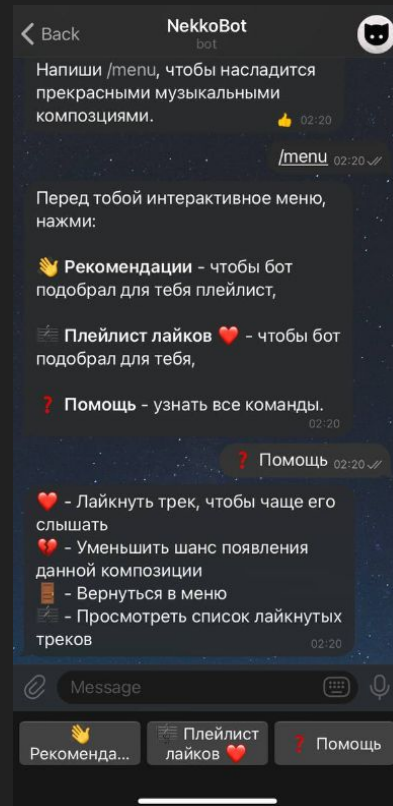 Back
NekkoBot
bot
Напиши /menu, чтобы насладится
прекрасными музыкальными
композциями.
👍 02:20
/menu 02:20
Перед тобой интерактивное меню,
нажми:
👋 Рекомендации - чтобы бот
подобрал для тебя плейлист,
🎼 Плейлист лайков ❤️ - чтобы бот
подобрал для тебя,
❓ Помощь - узнать все команды.
02:20
❓ Помощь 02:20
❤️ - Лайкнуть трек, чтобы чаще его
слышать
💔 - Уменьшить шанс появления
данной композиции
🚪 - Вернуться в меню
🎼 - Просмотреть список лайкнутых
треков
02:20
Message
👋
Рекоменда...
🎼 Плейлист
лайков ❤️
❓ Помощь